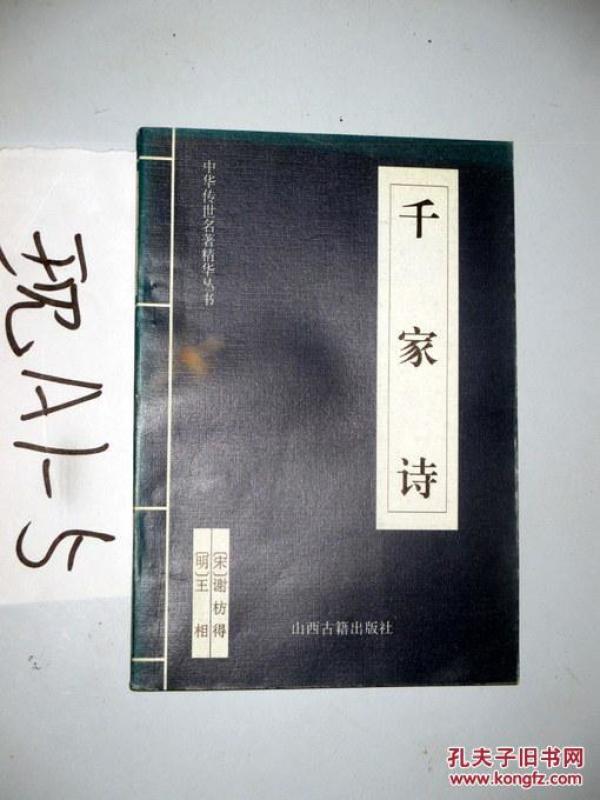 千家诗
中华传世名著精华丛书
〔宋〕谢枋得
〔明〕王相
山西古籍出版社
现A1-5
孔夫子旧书网
www.kongfz.com